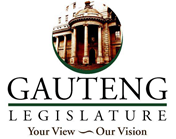 GAUTENG
LEGISLATURE
Your View ~ Our Vision